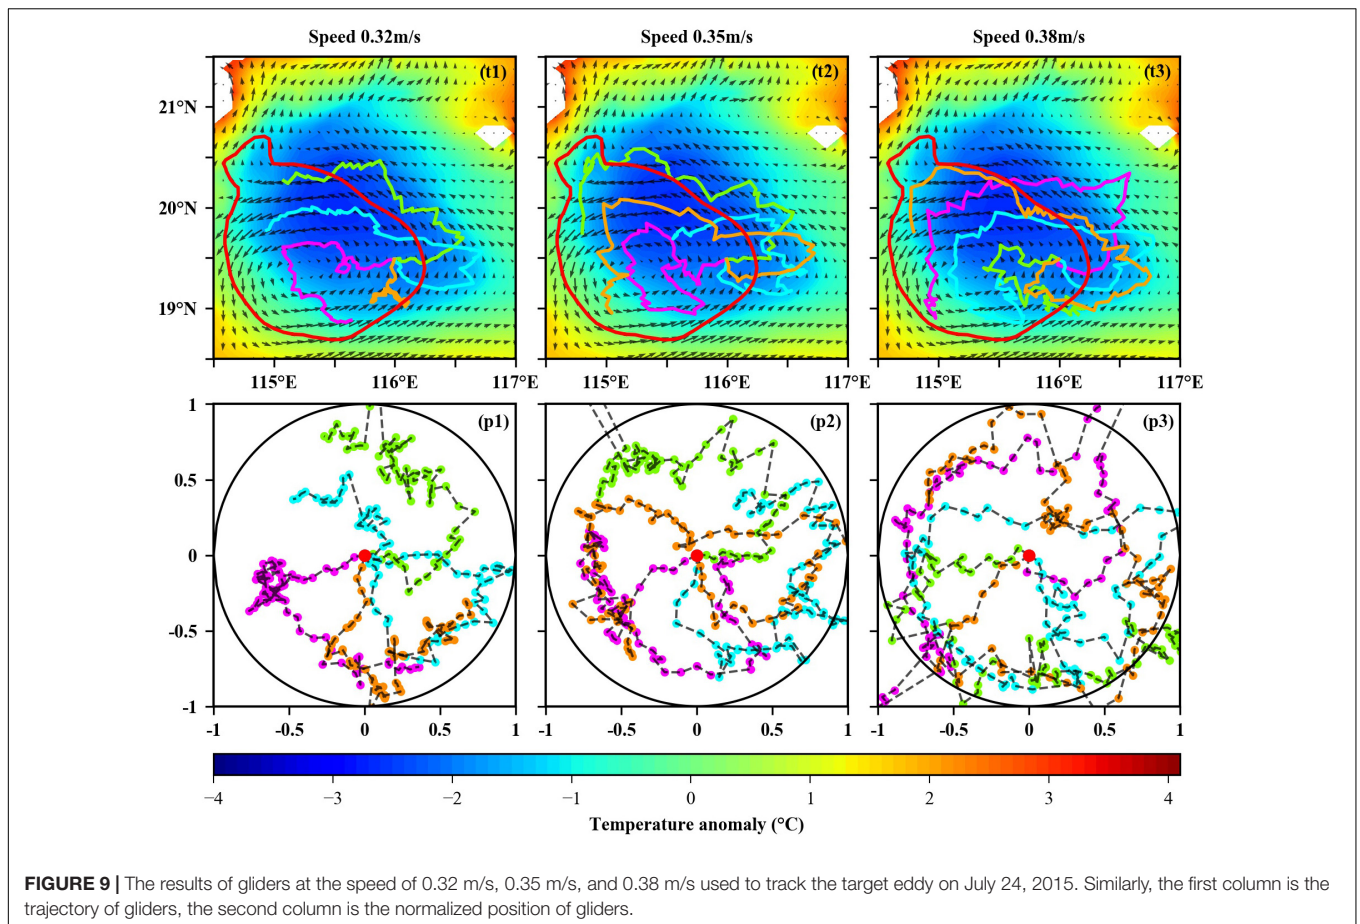 Speed 0.32m/s Speed 0.35m/s Speed 0.38m/s
(t1) (t2) (t3)
21°N
20°N
19°N
115°E 116°E 117°E 115°E 116°E 117°E 115°E 116°E 117°E
(p1) (p2) (p3)
1
0.5
0
-0.5
-1
-1 -0.5 0 0.5 1 -1 -0.5 0 0.5 1 -1 -0.5 0 0.5 1
−4 −3 −2 −1 0 1 2 3 4
Temperature anomaly (°C)
FIGURE 9 | The results of gliders at the speed of 0.32 m/s, 0.35 m/s, and 0.38 m/s used to track the target eddy on July 24, 2015. Similarly, the first column is the
trajectory of gliders, the second column is the normalized position of gliders.